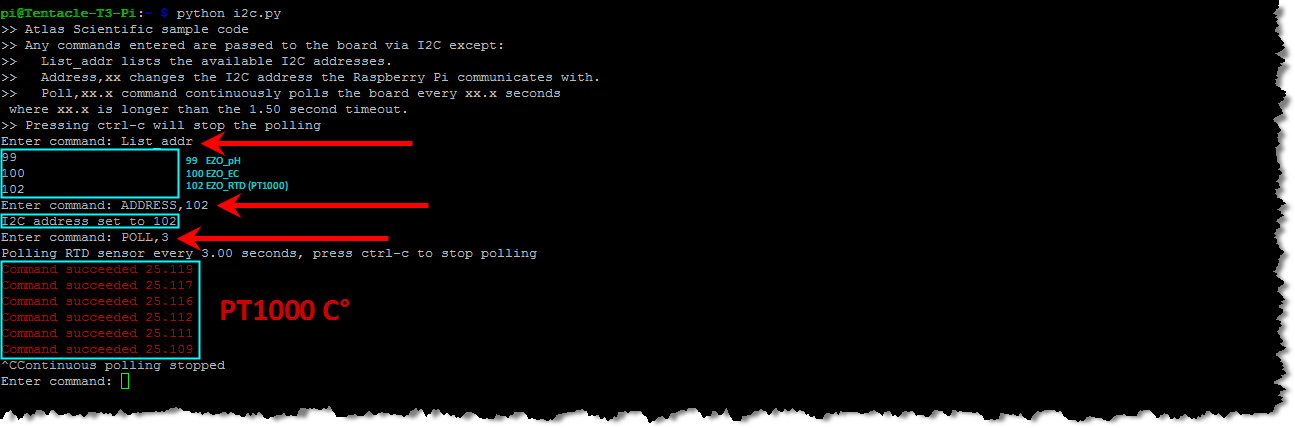 pi@Tentacle-T3-Pi:~ $ python i2c.py
>> Atlas Scientific sample code
>> Any commands entered are passed to the board via I2C except:
>>   List_addr lists the available I2C addresses.
>>   Address,xx changes the I2C address the Raspberry Pi communicates with.
>>   Poll,xx.x command continuously polls the board every xx.x seconds
 where xx.x is longer than the 1.50 second timeout.
>> Pressing ctrl-c will stop the polling
Enter command: List_addr
99
100
102
99 EZO_pH
100 EZO_EC
102 EZO_RTD (PT1000)
Enter command: ADDRESS,102
I2C address set to 102
Enter command: POLL,3
Polling RTD sensor every 3.00 seconds, press ctrl-c to stop polling
Command succeeded 25.119
Command succeeded 25.117
Command succeeded 25.116
Command succeeded 25.112
Command succeeded 25.111
Command succeeded 25.109
PT1000 C°
^CContinuous polling stopped
Enter command: